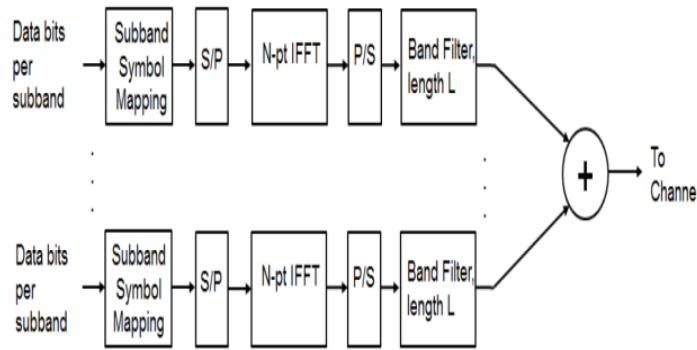 Data bits
per
subband
Subband
Symbol
Mapping
S/P
N-pt IFFT
P/S
Band Filter,
length L
+
To
Channe
Data bits
per
subband
Subband
Symbol
Mapping
S/P
N-pt IFFT
P/S
Band Filter,
length L